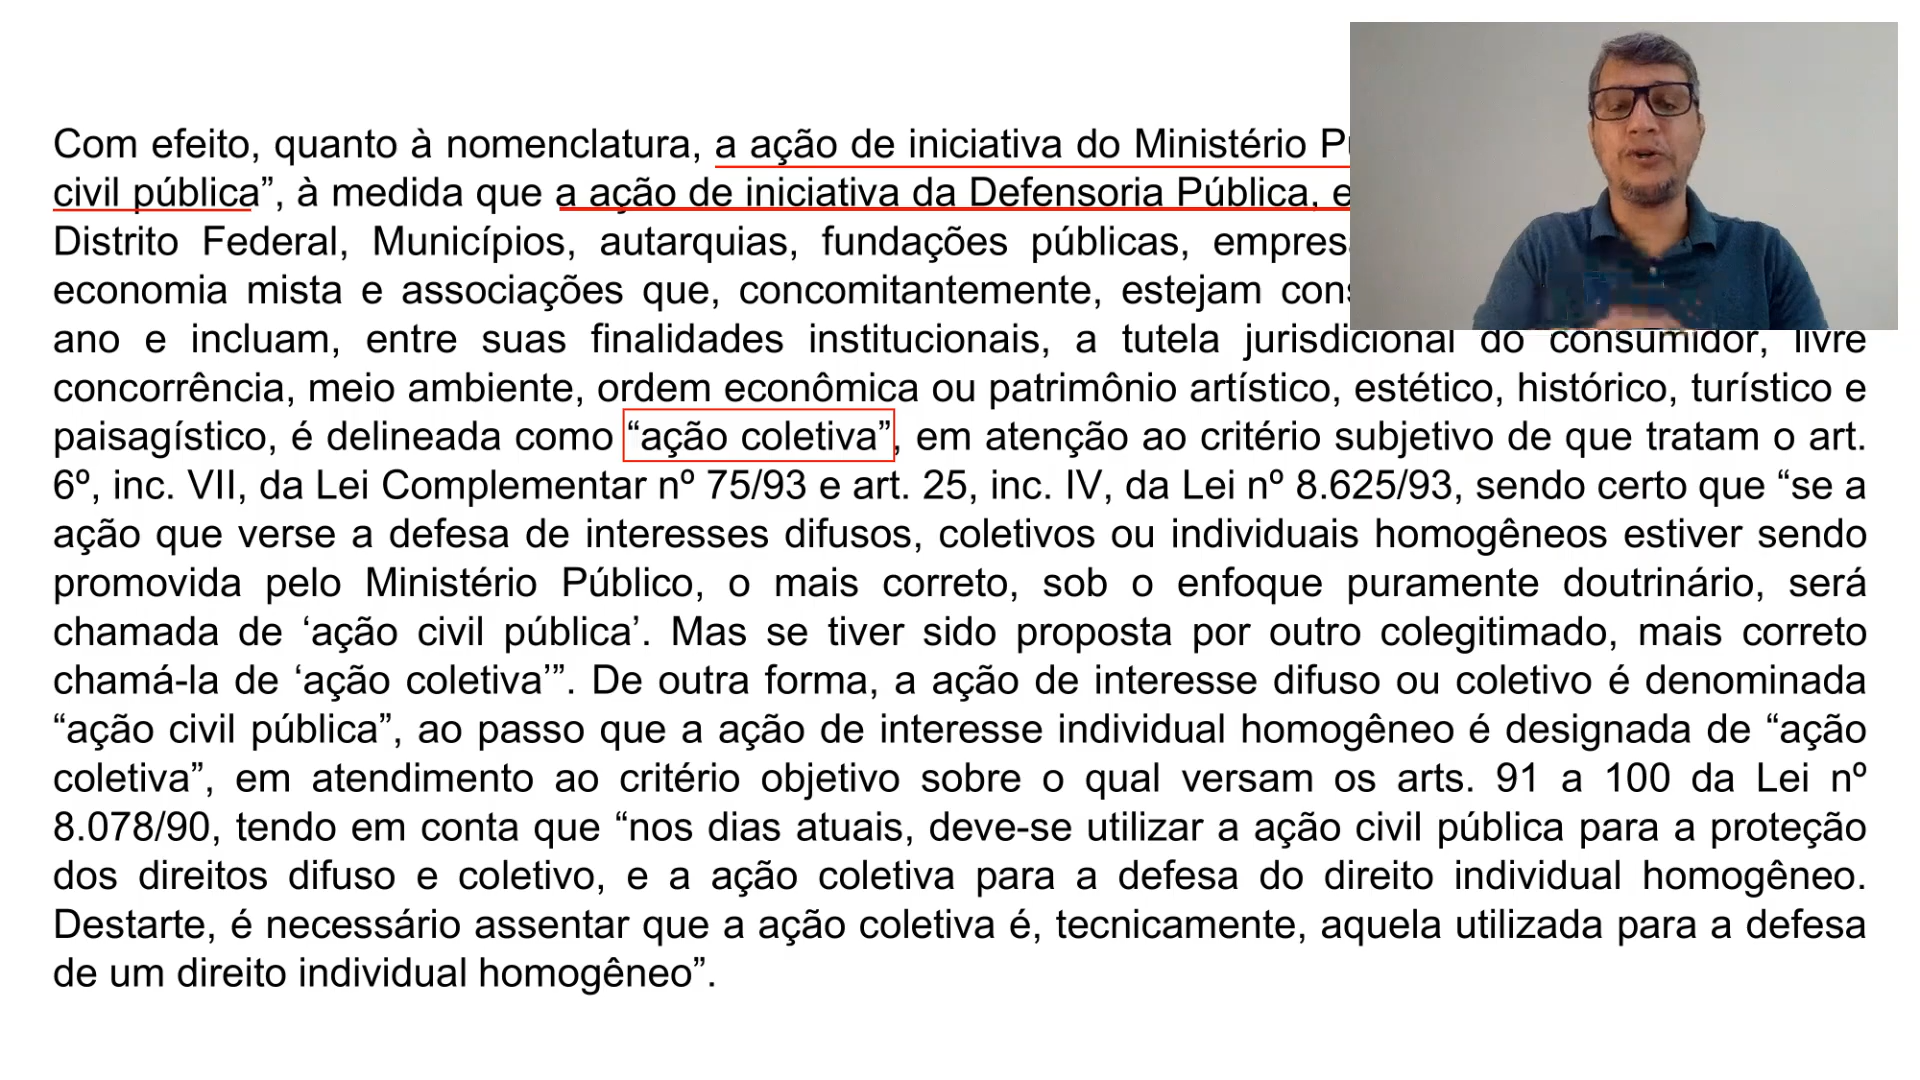 Com efeito, quanto à nomenclatura, a ação de iniciativa do Ministério
civil pública”, à medida que a ação de iniciativa da Defensoria Pública,
Distrito Federal, Municípios, autarquias, fundações públicas,
economia mista e associações que, concomitantemente, estejam
ano e incluam, entre suas finalidades institucionais, a tutela jurisdicional do consumidor, livre
concorrência, meio ambiente, ordem econômica ou patrimônio artístico, estético, histórico, turístico e
paisagístico, é delineada como “ação coletiva”, em atenção ao critério subjetivo de que tratam o art.
6º, inc. VII, da Lei Complementar nº 75/93 e art. 25, inc. IV, da Lei nº 8.625/93, sendo certo que “se a
ação que verse a defesa de interesses difusos, coletivos ou individuais homogêneos estiver sendo
promovida pelo Ministério Público, o mais correto, sob o enfoque puramente doutrinário, será
chamada de ‘ação civil pública’. Mas se tiver sido proposta por outro colegitimado, mais correto
chamá-la de ‘ação coletiva’”. De outra forma, a ação de interesse difuso ou coletivo é denominada
“ação civil pública”, ao passo que a ação de interesse individual homogêneo é designada de “ação
coletiva”, em atendimento ao critério objetivo sobre o qual versam os arts. 91 a 100 da Lei nº
8.078/90, tendo em conta que “nos dias atuais, deve-se utilizar a ação civil pública para a proteção
dos direitos difuso e coletivo, e a ação coletiva para a defesa do direito individual homogêneo.
Destarte, é necessário assentar que a ação coletiva é, tecnicamente, aquela utilizada para a defesa
de um direito individual homogêneo”.